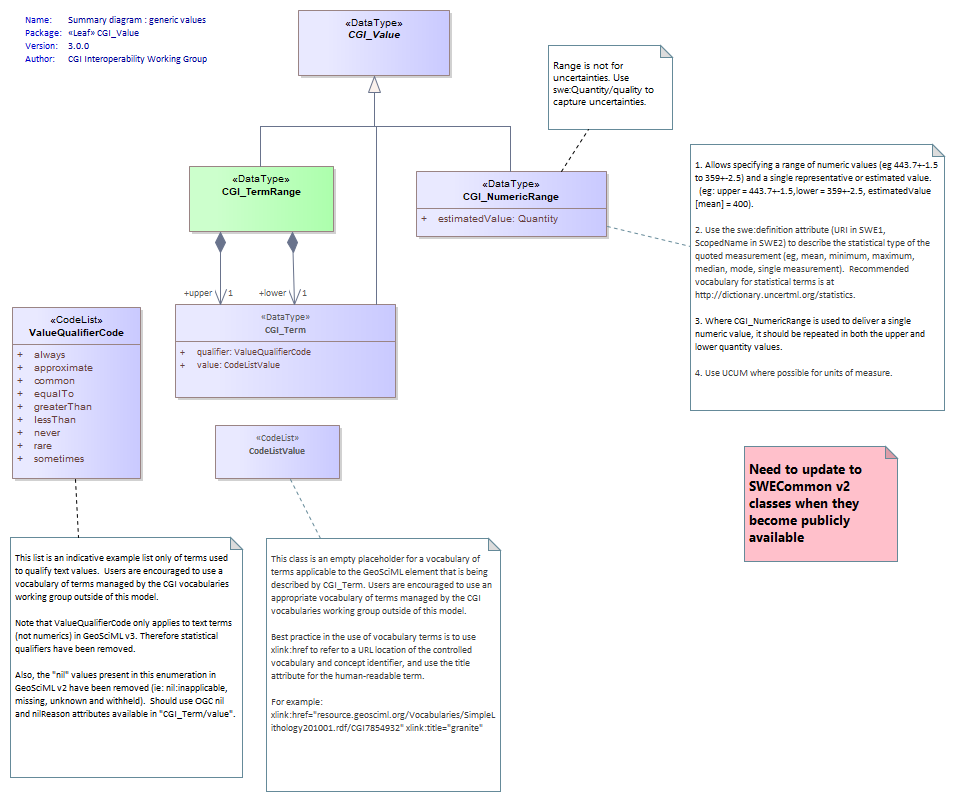 Name: Summary diagram : generic values
Package: «Leaf» CGI_Value
Version: 3.0.0
Author: CGI Interoperability Working Group
«DataType»
CGI_Value
Range is not for
uncertainties. Use
swe:Quantity/quality to
capture uncertainties.
«DataType»
CGI_TermRange
«DataType»
CGI_NumericRange
+ estimatedValue: Quantity
1. Allows specifying a range of numeric values (eg 443.7+-1.5
to 359+-2.5) and a single representative or estimated value.
(eg: upper = 443.7+-1.5,lower = 359+-2.5, estimatedValue
[mean] = 400).
2. Use the swe:definition attribute (URI in SWE1,
ScopedName in SWE2) to describe the statistical type of the
quoted measurement (eg, mean, minimum, maximum,
median, mode, single measurement). Recommended
vocabulary for statistical terms is at
http://dictionary.uncertml.org/statistics.
3. Where CGI_NumericRange is used to deliver a single
numeric value, it should be repeated in both the upper and
lower quantity values.
4. Use UCUM where possible for units of measure.
+upper 1
+lower 1
«DataType»
CGI_Term
+ qualifier: ValueQualifierCode
+ value: CodeListValue
«CodeList»
ValueQualifierCode
+ always
+ approximate
+ common
+ equalTo
+ greaterThan
+ lessThan
+ never
+ rare
+ sometimes
«CodeList»
CodeListValue
Need to update to
SWECommon v2
classes when they
become publicly
available
This list is an indicative example list only of terms used
to qualify text values. Users are encouraged to use a
vocabulary of terms managed by the CGI vocabularies
working group outside of this model.
Note that ValueQualifierCode only applies to text terms
(not numerics) in GeoSciML v3. Therefore statistical
qualifiers have been removed.
Also, the "nil" values present in this enumeration in
GeoSciML v2 have been removed (ie: nil:inapplicable,
missing, unknown and withheld). Should use OGC nil
and nilReason attributes available in "CGI_Term/value".
This class is an empty placeholder for a vocabulary of
terms applicable to the GeoSciML element that is being
described by CGI_Term. Users are encouraged to use an
appropriate vocabulary of terms managed by the CGI
vocabularies working group outside of this model.
Best practice in the use of vocabulary terms is to use
xlink:href to refer to a URL location of the controlled
vocabulary and concept identifier, and use the title
attribute for the human-readable term.
For example:
xlink:href="resource.geosciml.org/Vocabularies/SimpleL
ithology201001.rdf/CGI7854932" xlink:title="granite"